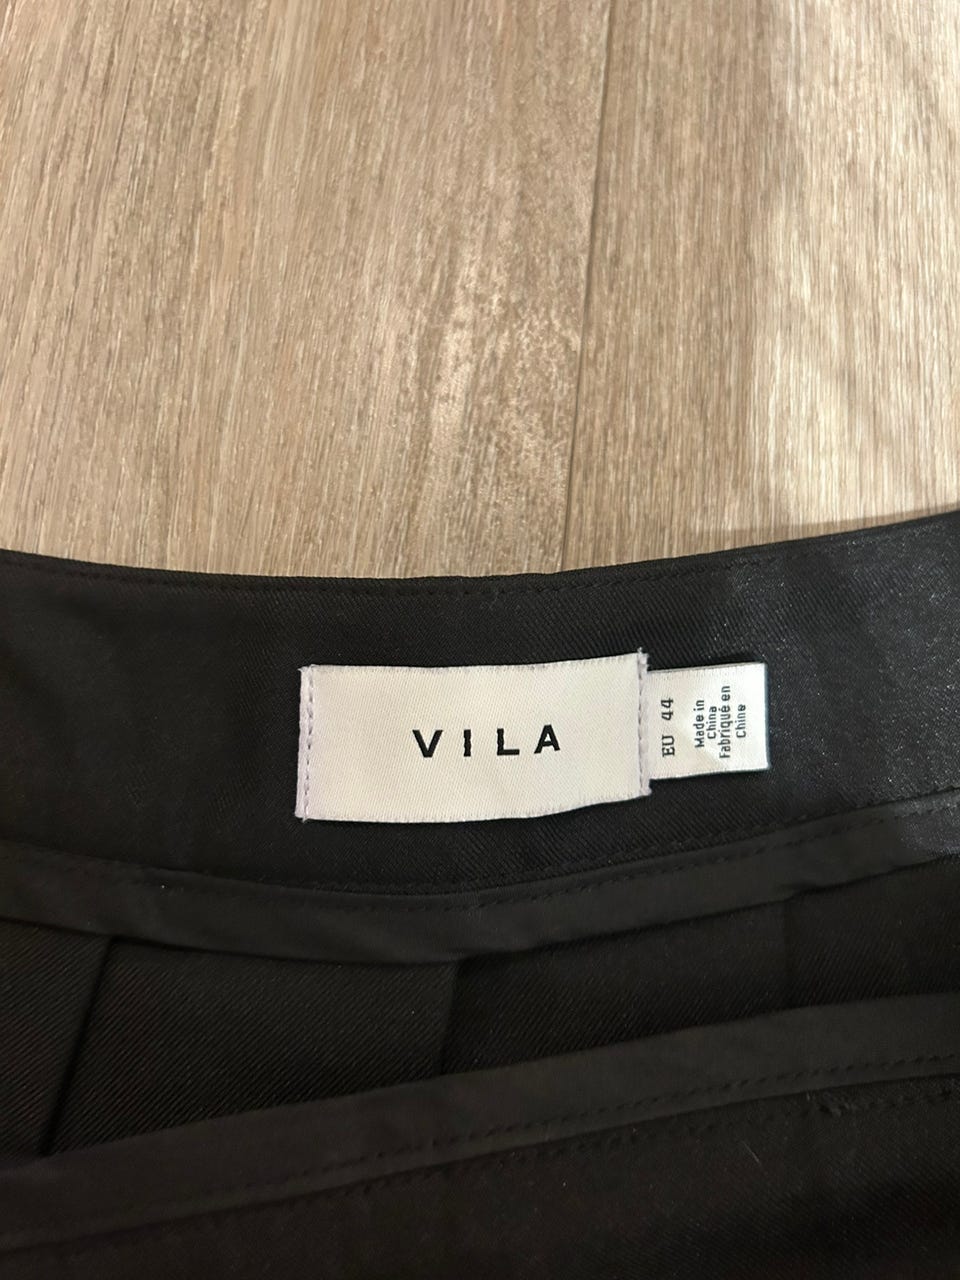 VILA
EU 44
Made in
China
Fabriqué en
Chine